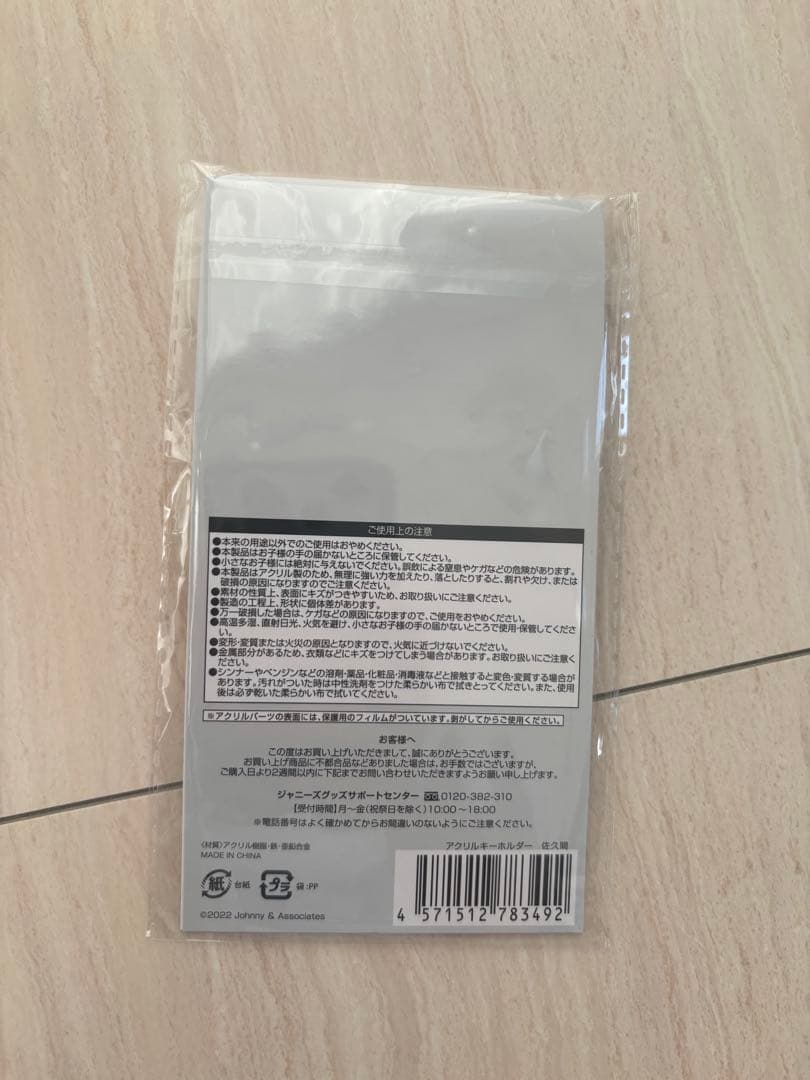 ご使用上の注意
●本来の用途以外でのご使用はおやめください。
●本製品はお子様の手の届かないところに保管してください。
●小さなお子様には絶対に与えないでください。誤飲による窒息やケガなどの危険があります。
●本製品はアクリル製のため、無理に強い力を加えたり、落としたりすると、割れや欠け、または
破損の原因になりますのでご注意ください。
●素材の性質上、表面にキズがつきやすいため、お取り扱いにご注意ください。
●製造の工程上、形状に個体差があります。
●万一破損した場合は、ケガなどの原因になりますので、ご使用をおやめください。
●高温多湿、直射日光、火気を避け、小さなお子様の手の届かないところで使用・保管してくださ
い。
●変形・変質または火災の原因となりますので、火気に近づけないでください。
●金属部分があるため、衣類などにキズをつけてしまう場合があります。お取り扱いにご注意くだ
さい。
●シンナーやベンジンなどの溶剤・薬品・化粧品・消毒液などと接触すると変色・変質する場合が
あります。汚れがついた時は中性洗剤をつけた柔らかい布で拭きとってください。また、使用
後は必ず乾いた柔らかい布で拭いてください。
※アクリルパーツの表面には、保護用のフィルムがついています。剥がしてからご使用ください。
お客様へ
この度はお買い上げいただきまして、誠にありがとうございます。
お買い上げ商品に不都合品などありました場合は、お手数ではございますが、
ご購入日より2週間以内に下記までお問い合わせいただきますようお願い申し上げます。
ジャニーズグッズサポートセンター 0120-382-310
【受付時間】月〜金(祝祭日を除く)10:00〜18:00
※電話番号はよく確かめてからお間違いのないようにご注意ください。
〈材質〉アクリル樹脂・鉄・亜鉛合金
MADE IN CHINA
アクリルキーホルダー 佐久間
紙 台紙 プラ 袋:PP
4 571512 783492
©2022 Johnny & Associates